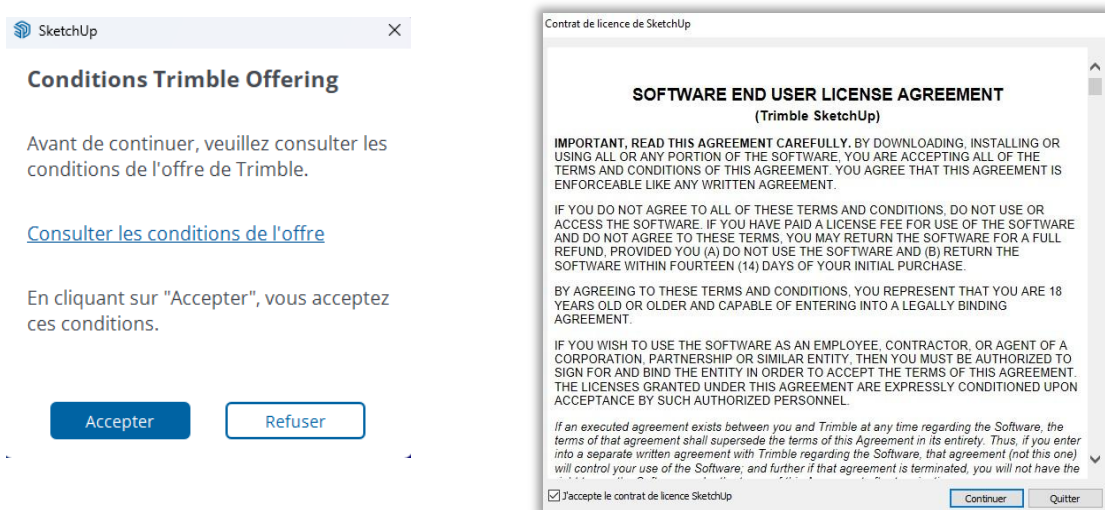 SketchUp
Conditions Trimble Offering
Avant de continuer, veuillez consulter les
conditions de l'offre de Trimble.
Consulter les conditions de l'offre
En cliquant sur "Accepter", vous acceptez
ces conditions.
Accepter
Refuser
Contrat de licence de SketchUp
SOFTWARE END USER LICENSE AGREEMENT
(Trimble SketchUp)
IMPORTANT, READ THIS AGREEMENT CAREFULLY. BY DOWNLOADING, INSTALLING OR
USING ALL OR ANY PORTION OF THE SOFTWARE, YOU ARE ACCEPTING ALL OF THE
TERMS AND CONDITIONS OF THIS AGREEMENT. YOU AGREE THAT THIS AGREEMENT IS
ENFORCEABLE LIKE ANY WRITTEN AGREEMENT.
IF YOU DO NOT AGREE TO ALL OF THESE TERMS AND CONDITIONS, DO NOT USE OR
ACCESS THE SOFTWARE. IF YOU HAVE PAID A LICENSE FEE FOR USE OF THE SOFTWARE
AND DO NOT AGREE TO THESE TERMS, YOU MAY RETURN THE SOFTWARE FOR A FULL
REFUND, PROVIDED YOU (A) DO NOT USE THE SOFTWARE AND (B) RETURN THE
SOFTWARE WITHIN FOURTEEN (14) DAYS OF YOUR INITIAL PURCHASE.
BY AGREEING TO THESE TERMS AND CONDITIONS, YOU REPRESENT THAT YOU ARE 18
YEARS OLD OR OLDER AND CAPABLE OF ENTERING INTO A LEGALLY BINDING
AGREEMENT.
IF YOU WISH TO USE THE SOFTWARE AS AN EMPLOYEE, CONTRACTOR, OR AGENT OF A
CORPORATION, PARTNERSHIP OR SIMILAR ENTITY, THEN YOU MUST BE AUTHORIZED TO
SIGN FOR AND BIND THE ENTITY IN ORDER TO ACCEPT THE TERMS OF THIS AGREEMENT.
THE LICENSES GRANTED UNDER THIS AGREEMENT ARE EXPRESSLY CONDITIONED UPON
ACCEPTANCE BY SUCH AUTHORIZED PERSONNEL.
If an executed agreement exists between you and Trimble at any time regarding the Software, the
terms of that agreement shall supersede the terms of this Agreement in its entirety. Thus, if you enter
into a separate written agreement with Trimble regarding the Software, that agreement (not this one)
will control your use of the Software; and further if that agreement is terminated, you will not have the
J'accepte le contrat de licence SketchUp
Continuer
Quitter